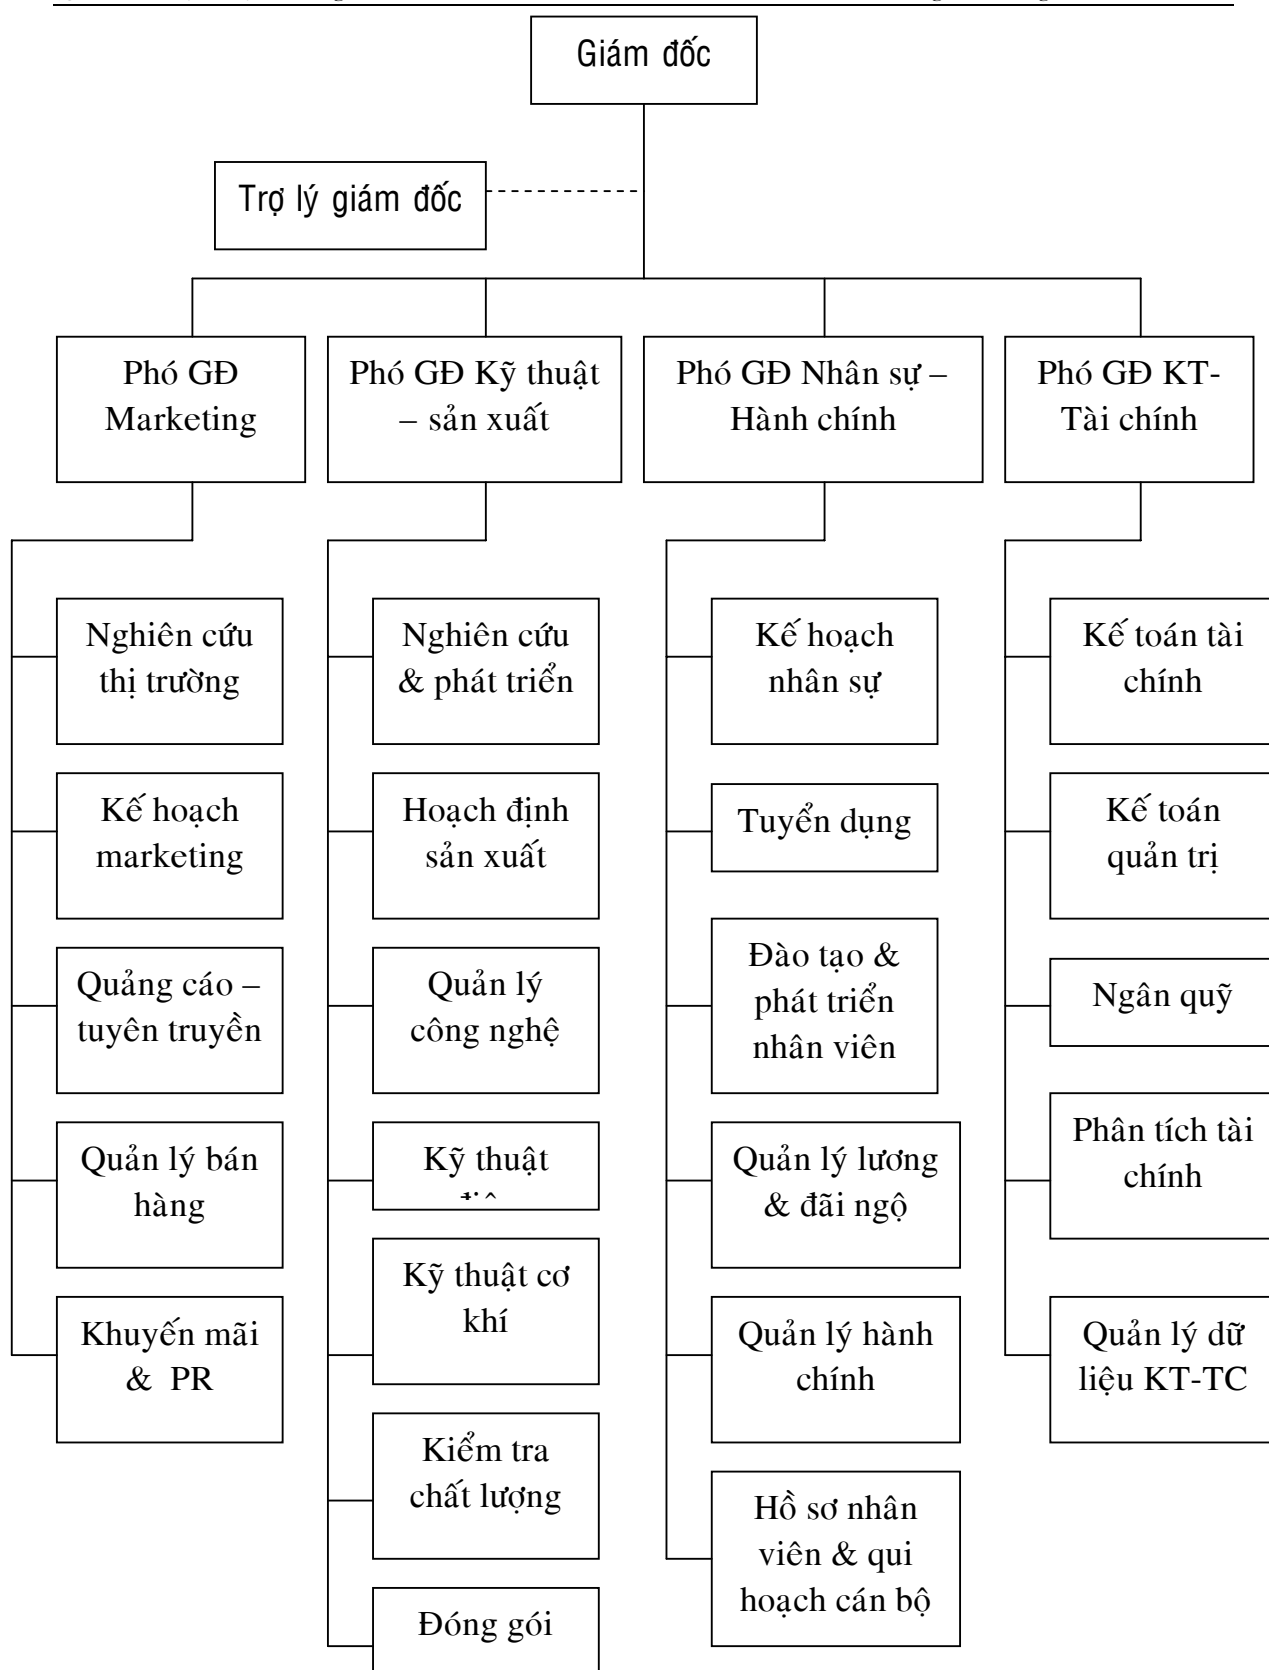 Giám đốc
Trợ lý giám đốc
Phó GĐ
Marketing
Phó GĐ Kỹ thuật
– sản xuất
Phó GĐ Nhân sự –
Hành chính
Phó GĐ KT-
Tài chính
Nghiên cứu
thị trường
Kế hoạch
marketing
Quảng cáo –
tuyên truyền
Quản lý bán
hàng
Khuyến mãi
& PR
Nghiên cứu
& phát triển
Hoạch định
sản xuất
Quản lý
công nghệ
Kỹ thuật
Kỹ thuật cơ
khí
Kiểm tra
chất lượng
Đóng gói
Kế hoạch
nhân sự
Tuyển dụng
Đào tạo &
phát triển
nhân viên
Quản lý lương
& đãi ngộ
Quản lý hành
chính
Hồ sơ nhân
viên & qui
hoạch cán bộ
Kế toán tài
chính
Kế toán
quản trị
Ngân quỹ
Phân tích tài
chính
Quản lý dữ
liệu KT-TC